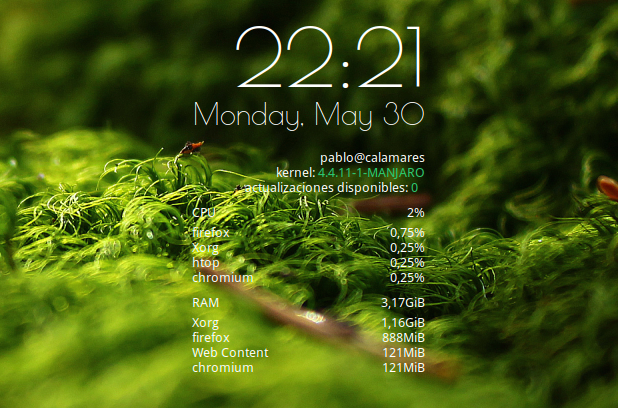 22:21
Monday, May 30
pablo@calamares
kernel: 4.4.11-1-MANJARO
actualizaciones disponibles: 0
CPU 2%
firefox 0,75%
Xorg 0,25%
htop 0,25%
chromium 0,25%
RAM 3,17GiB
Xorg 1,16GiB
firefox 888MiB
Web Content 121MiB
chromium 121MiB